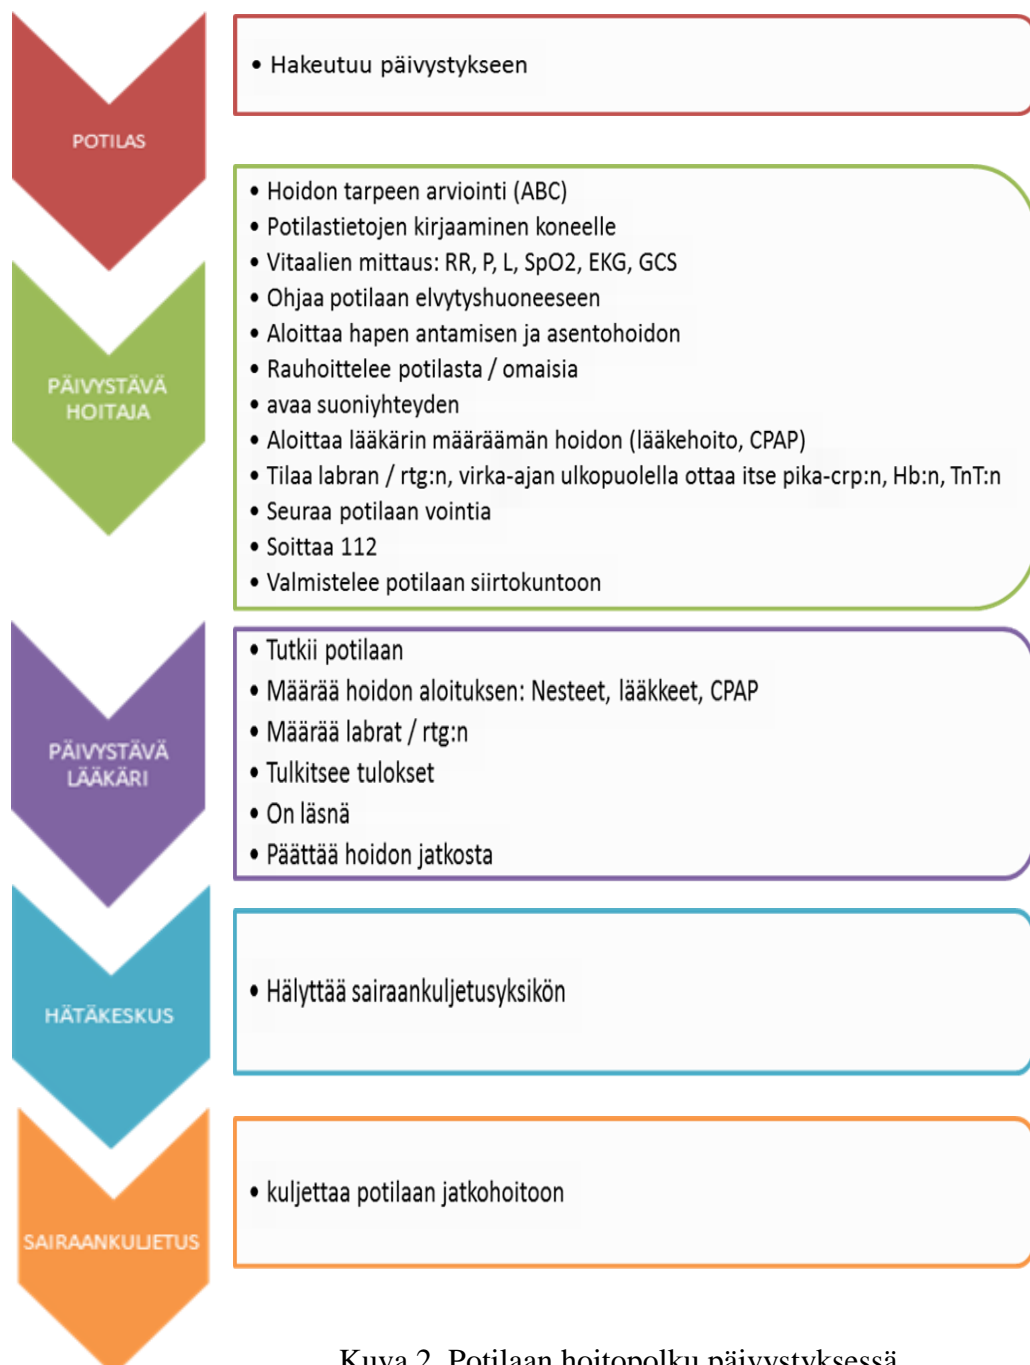 POTILAS
• Hakeutuu päivystykseen
PÄIVYSTÄVÄ
HOITAJA
• Hoidon tarpeen arviointi (ABC)
• Potilastietojen kirjaaminen koneelle
• Vitaalien mittaus: RR, P, L, SpO2, EKG, GCS
• Ohjaa potilaan elvytyshuoneeseen
• Aloittaa hapen antamisen ja asentohoidon
• Rauhoittelee potilasta / omaisia
• avaa suoniyhteyden
• Aloittaa lääkärin määräämän hoidon (lääkehoito, CPAP)
• Tilaa labran / rtg:n, virka-ajan ulkopuolella ottaa itse pika-crp:n, Hb:n, TnT:n
• Seuraa potilaan vointia
• Soittaa 112
• Valmistelee potilaan siirtokuntoon
PÄIVYSTÄVÄ
LÄÄKÄRI
• Tutkii potilaan
• Määrää hoidon aloituksen: Nesteet, lääkkeet, CPAP
• Määrää labrat / rtg:n
• Tulkitsee tulokset
• On läsnä
• Päättää hoidon jatkosta
HÄTÄKESKUS
• Hälyttää sairaankuljetusyksikön
SAIRAANKULJETUS
• kuljettaa potilaan jatkohoitoon
Kuva 2. Potilaan hoitopolku päivystyksessä